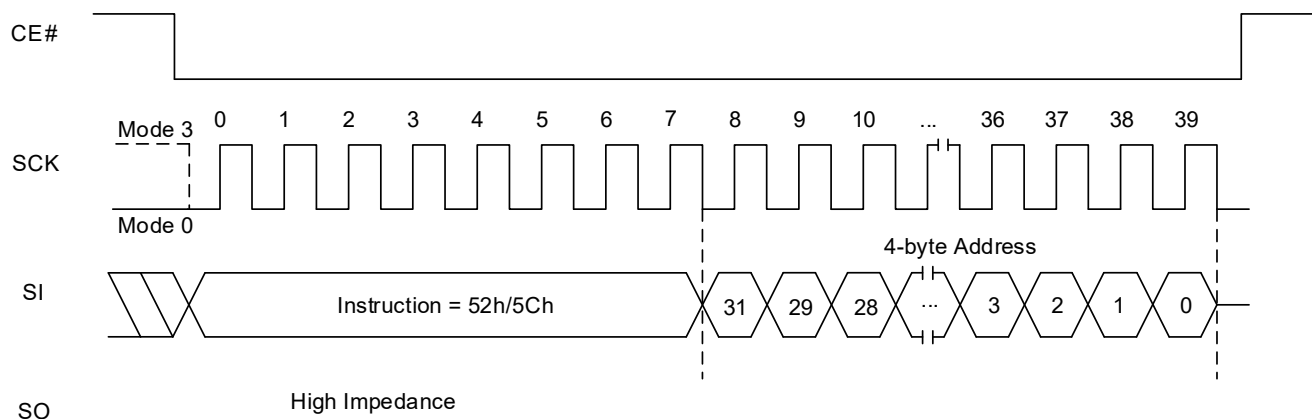 CE#
0 1 2 3 4 5 6 7 8 9 10 ... 36 37 38 39
Mode 3
SCK
Mode 0
4-byte Address
SI
Instruction = 52h/5Ch 31 29 28 ... 3 2 1 0
High Impedance
SO